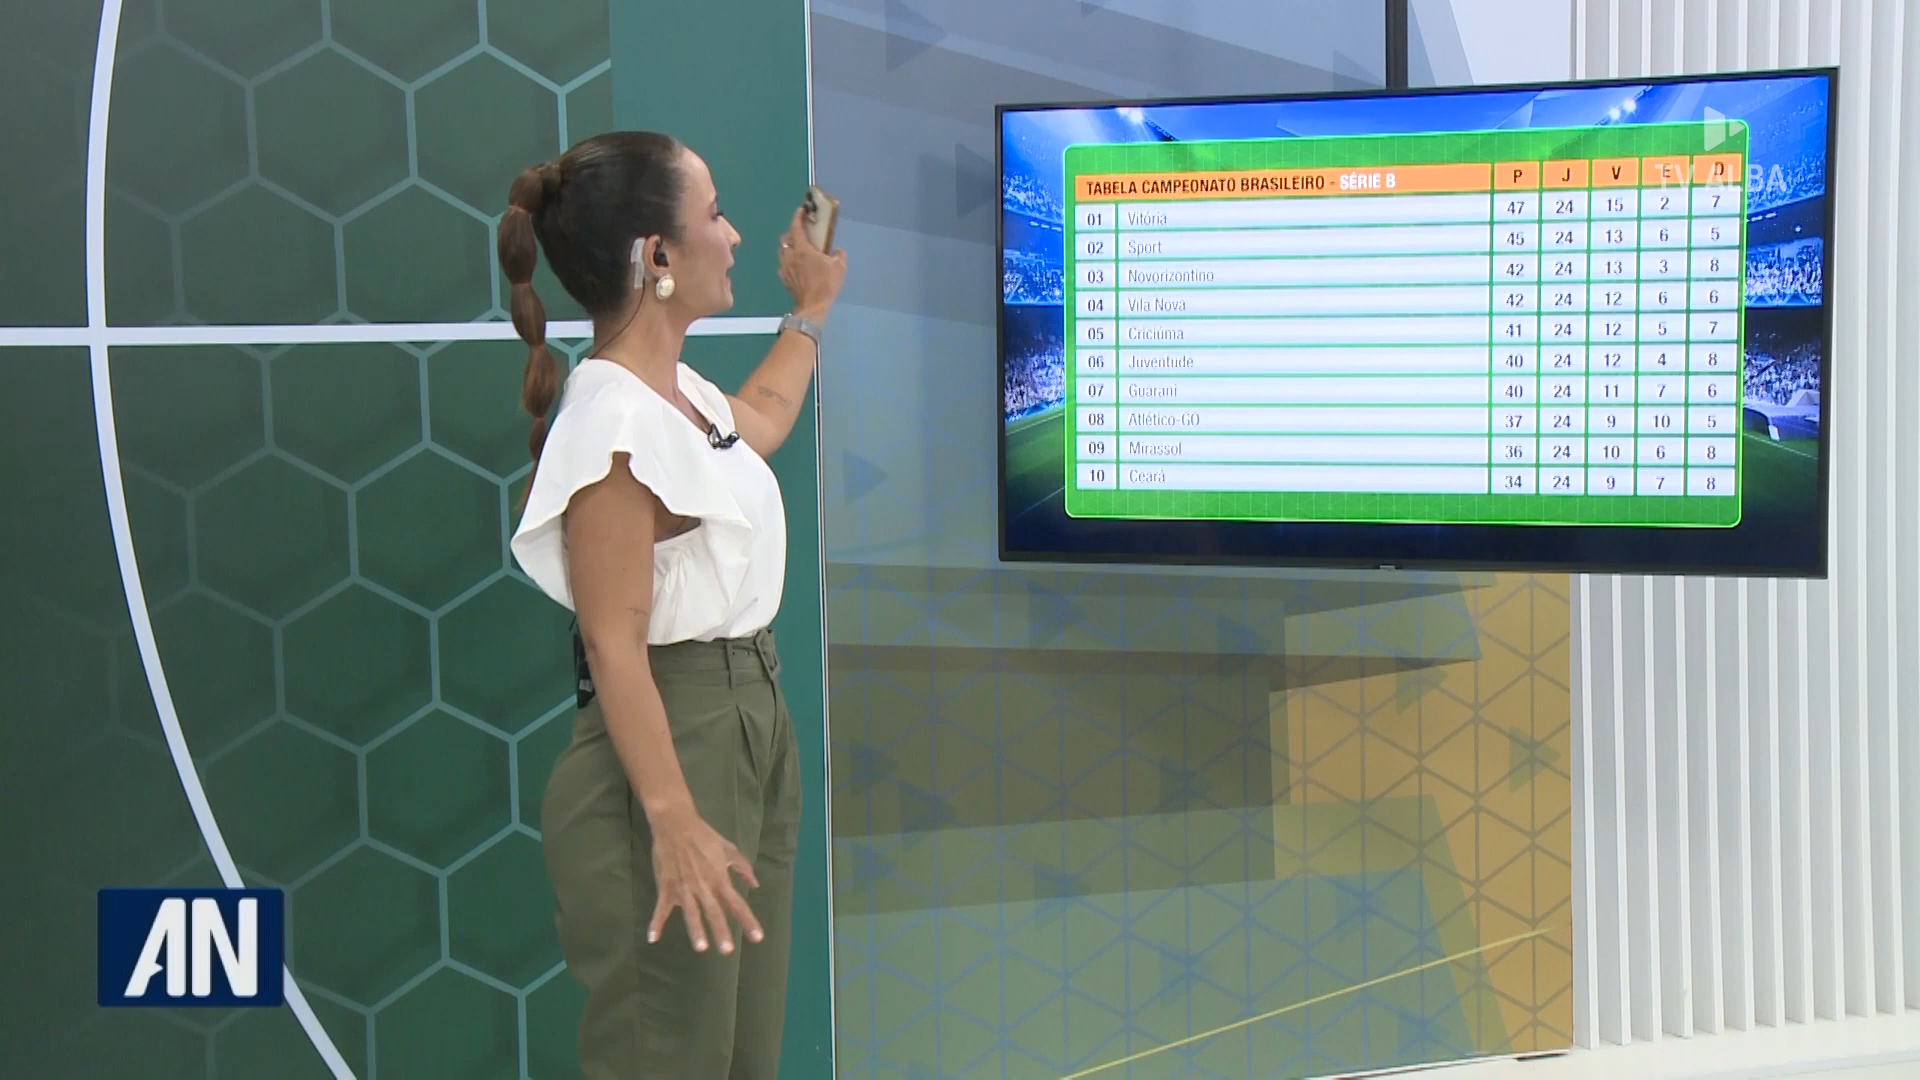 TV ALBA
TABELA CAMPEONATO BRASILEIRO - SÉRIE B P J V E D
01 Vitória 47 24 15 2 7
02 Sport 45 24 13 6 5
03 Novorizontino 42 24 13 3 8
04 Vila Nova 42 24 12 6 6
05 Criciúma 41 24 12 5 7
06 Juventude 40 24 12 4 8
07 Guarani 40 24 11 7 6
08 Atlético-GO 37 24 9 10 5
09 Mirassol 36 24 10 6 8
10 Ceará 34 24 9 7 8
AN